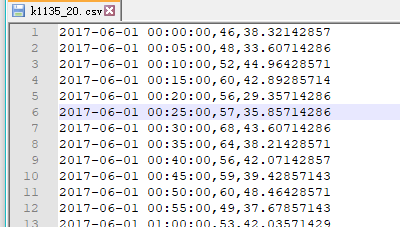 k1135_20.csv
1 2017-06-01 00:00:00,46,38.32142857
2 2017-06-01 00:05:00,48,33.60714286
3 2017-06-01 00:10:00,52,44.96428571
4 2017-06-01 00:15:00,60,42.89285714
5 2017-06-01 00:20:00,56,29.35714286
6 2017-06-01 00:25:00,57,35.85714286
7 2017-06-01 00:30:00,68,43.60714286
8 2017-06-01 00:35:00,64,38.21428571
9 2017-06-01 00:40:00,56,42.07142857
10 2017-06-01 00:45:00,59,39.42857143
11 2017-06-01 00:50:00,60,48.46428571
12 2017-06-01 00:55:00,49,37.67857143
13 2017-06-01 01:00:00,53,42.03571429